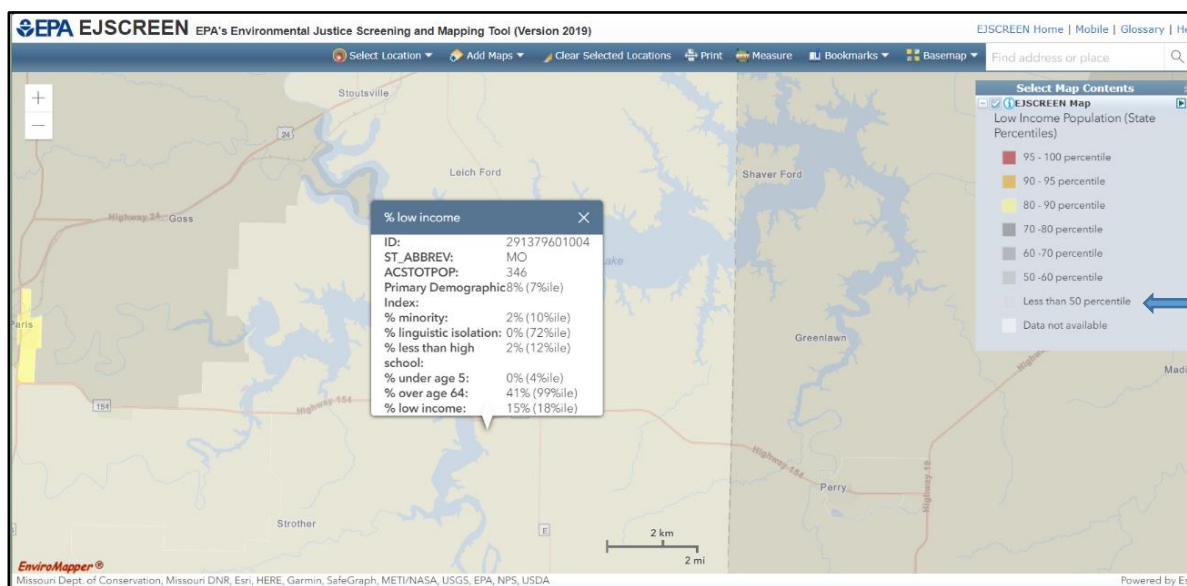 EPA EJSCREEN EPA's Environmental Justice Screening and Mapping Tool (Version 2019)
EJSCREEN Home | Mobile | Glossary | He
Select Location Add Maps Clear Selected Locations Print Measure Bookmarks Basemap Find address or place
+
−
Select Map Contents
EJSCREEN Map
Low Income Population (State
Percentiles)
95 - 100 percentile
90 - 95 percentile
80 - 90 percentile
70 -80 percentile
60 -70 percentile
50 -60 percentile
Less than 50 percentile
Data not available
Stoutsville
24
Leich Ford
Shaver Ford
Highway 24 Goss
Lake
Paris
Greenlawn
Madi
154
Highway 154
Highway 154
Highway 19
Perry
Strother
E
% low income
ID: 291379601004
ST_ABBREV: MO
ACSTOTPOP: 346
Primary Demographic 8% (7%ile)
Index:
% minority: 2% (10%ile)
% linguistic isolation: 0% (72%ile)
% less than high 2% (12%ile)
school:
% under age 5: 0% (4%ile)
% over age 64: 41% (99%ile)
% low income: 15% (18%ile)
2 km
2 mi
EnviroMapper ®
Missouri Dept. of Conservation, Missouri DNR, Esri, HERE, Garmin, SafeGraph, METI/NASA, USGS, EPA, NPS, USDA
Powered by Es